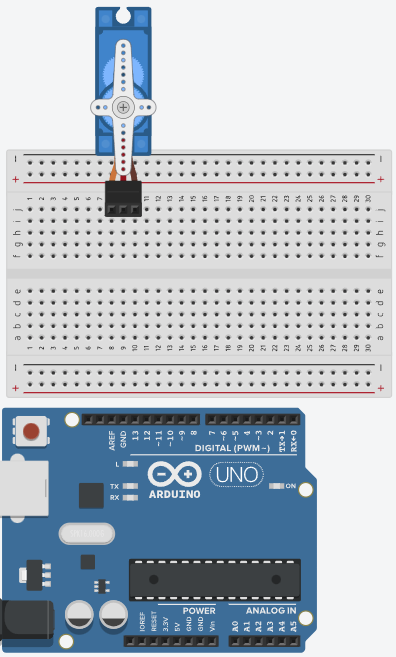 − −
+ +
1 2 3 4 5 6 7 11 12 13 14 15 16 17 18 19 20 21 22 23 24 25 26 27 28 29 30
j j
i i
h h
g g
f f
e e
d d
c c
b b
a a
1 2 3 4 5 6 7 8 9 10 11 12 13 14 15 16 17 18 19 20 21 22 23 24 25 26 27 28 29 30
− −
+ +
AREF GND 13 12 ~11 ~10 ~9 8 7 ~6 ~5 4 ~3 2 TX→1 RX←0
DIGITAL (PWM ~)
L
TX
RX
UNO
ON
ARDUINO
POWER ANALOG IN
IOREF RESET 3.3V 5V GND GND Vin A0 A1 A2 A3 A4 A5